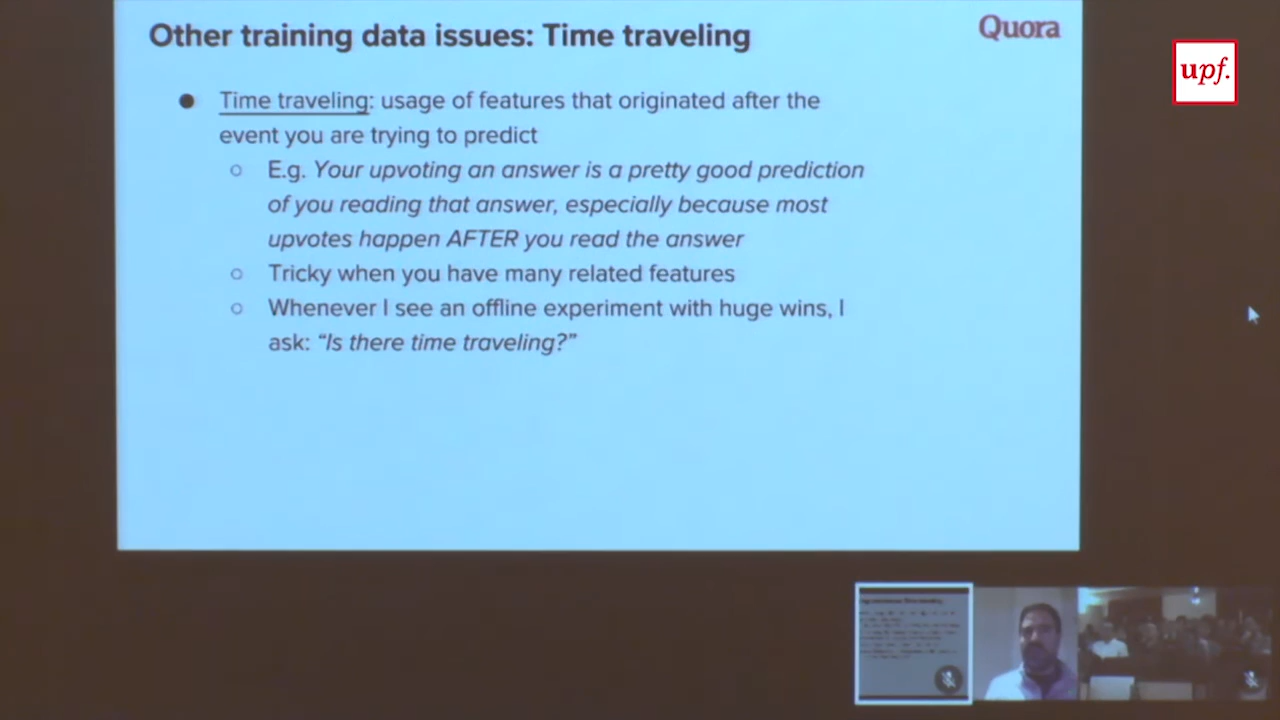 Other training data issues: Time traveling
Quora
upf.
● Time traveling: usage of features that originated after the
event you are trying to predict
○ E.g. Your upvoting an answer is a pretty good prediction
of you reading that answer, especially because most
upvotes happen AFTER you read the answer
○ Tricky when you have many related features
○ Whenever I see an offline experiment with huge wins, I
ask: “Is there time traveling?”